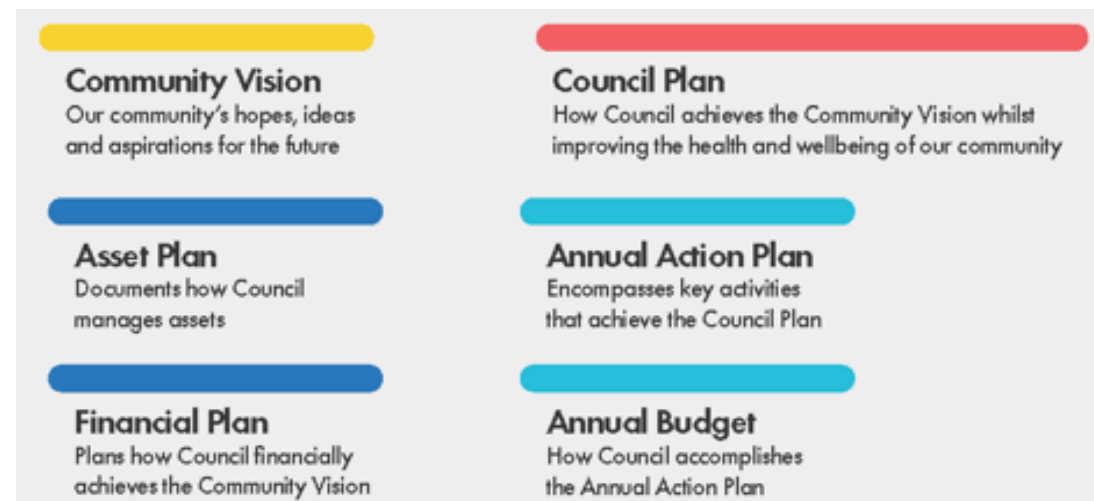 Community Vision
Our community's hopes, ideas
and aspirations for the future
Council Plan
How Council achieves the Community Vision whilst
improving the health and wellbeing of our community
Asset Plan
Documents how Council
manages assets
Annual Action Plan
Encompasses key activities
that achieve the Council Plan
Financial Plan
Plans how Council financially
achieves the Community Vision
Annual Budget
How Council accomplishes
the Annual Action Plan